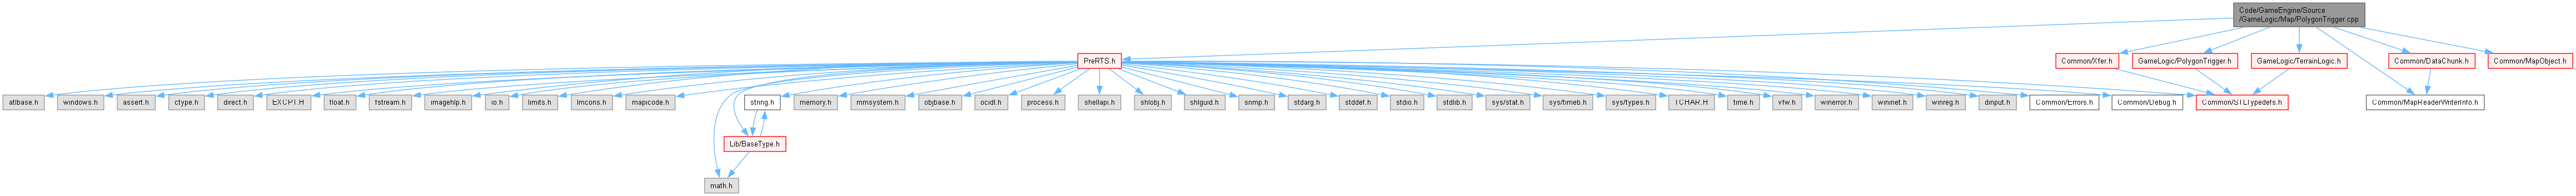 Code/GameEngine/Source
/GameLogic/Map/PolygonTrigger.cpp
PreRTS.h
Common/Xfer.h
GameLogic/PolygonTrigger.h
GameLogic/TerrainLogic.h
Common/DataChunk.h
Common/MapObject.h
atlbase.h
windows.h
assert.h
ctype.h
direct.h
EXCPT.H
float.h
fstream.h
imagehlp.h
io.h
limits.h
lmcons.h
mapicode.h
string.h
memory.h
mmsystem.h
objbase.h
ocidl.h
process.h
shellapi.h
shlobj.h
shlguid.h
snmp.h
stdarg.h
stddef.h
stdio.h
stdlib.h
sys/stat.h
sys/timeb.h
sys/types.h
TCHAR.H
time.h
vfw.h
winerror.h
wininet.h
winreg.h
dinput.h
Common/Errors.h
Common/Debug.h
Common/STLTypedefs.h
Common/MapReaderWriterInfo.h
Lib/BaseType.h
math.h